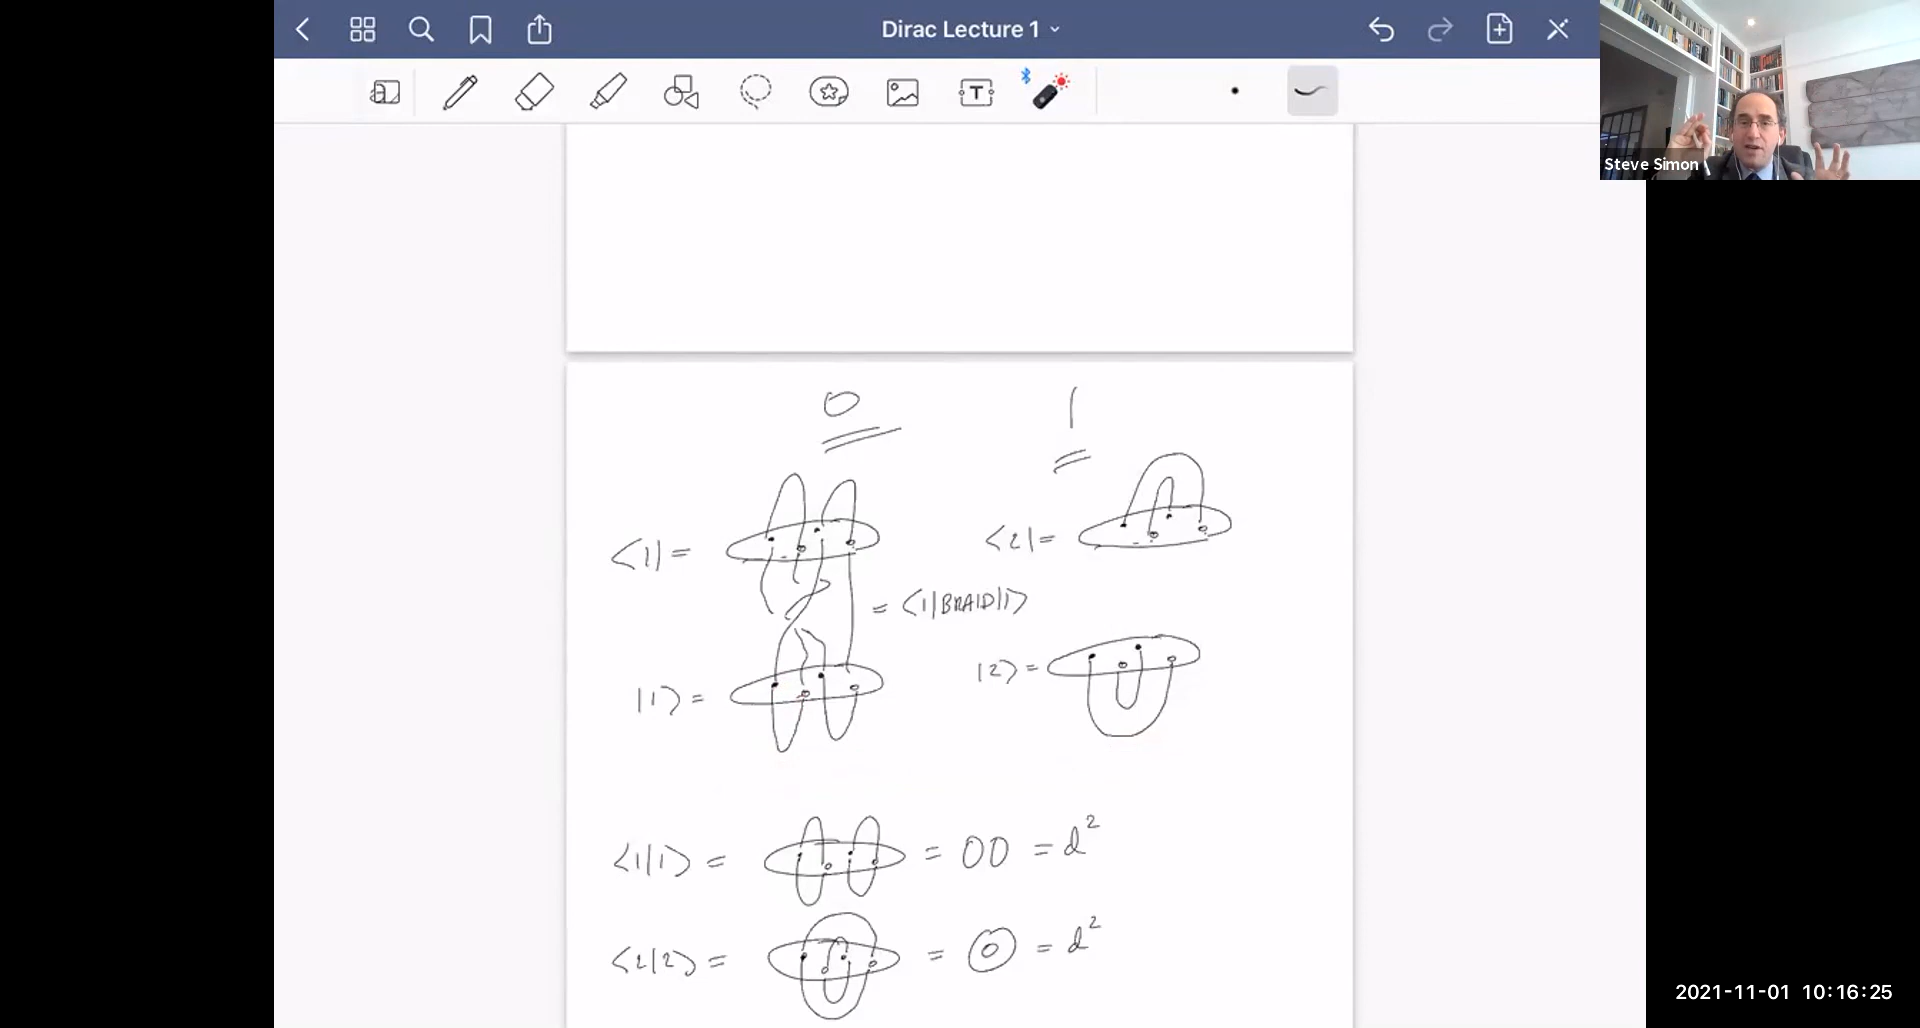 Dirac Lecture 1
T
Steve Simon
0 1
<1| = <2| =
= <1|BRAID|1>
|1> = |2> =
<1|1> = = OO = d²
<2|2> = = = d²
2021-11-01 10:16:25